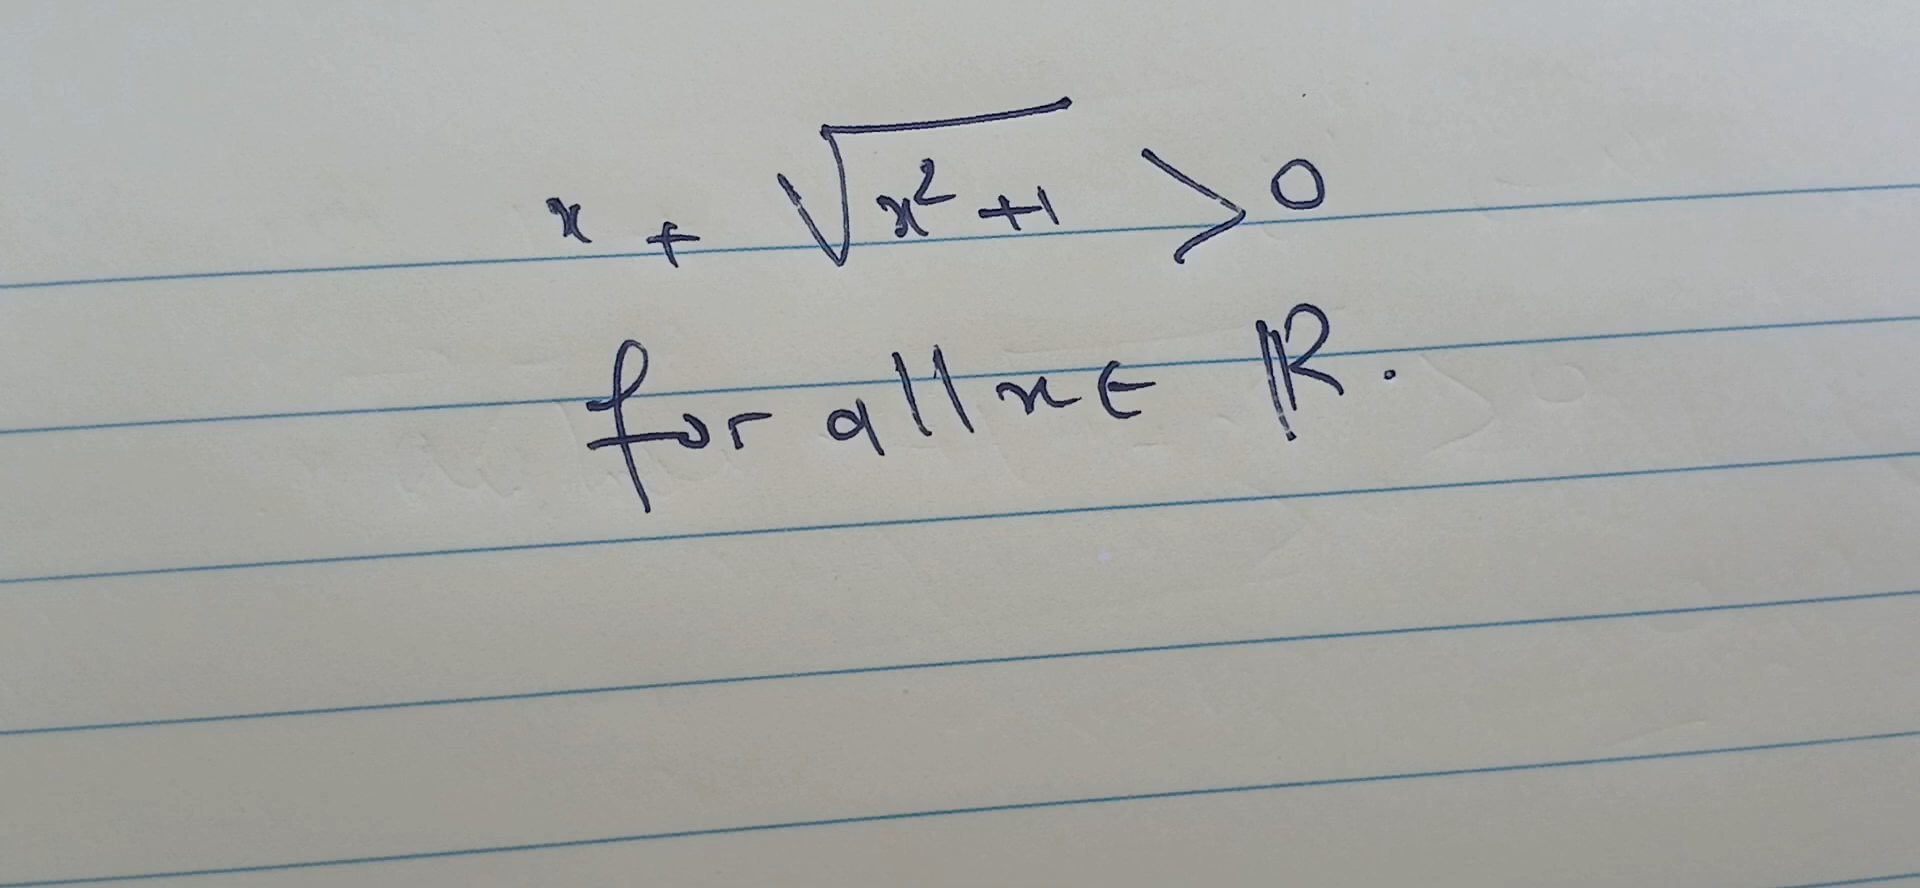 x + √(x² + 1) > 0
for all x ∈ ℝ.